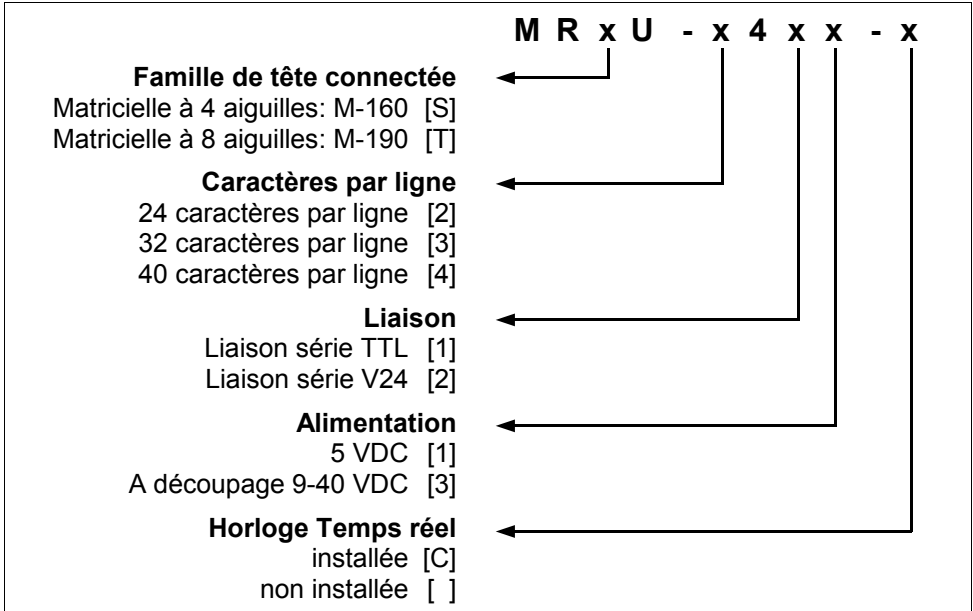 M R x U - x 4 x x - x
Famille de tête connectée
Matricielle à 4 aiguilles: M-160 [S]
Matricielle à 8 aiguilles: M-190 [T]
Caractères par ligne
24 caractères par ligne [2]
32 caractères par ligne [3]
40 caractères par ligne [4]
Liaison
Liaison série TTL [1]
Liaison série V24 [2]
Alimentation
5 VDC [1]
A découpage 9-40 VDC [3]
Horloge Temps réel
installée [C]
non installée [ ]